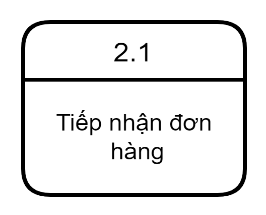 2.1
Tiếp nhận đơn
hàng